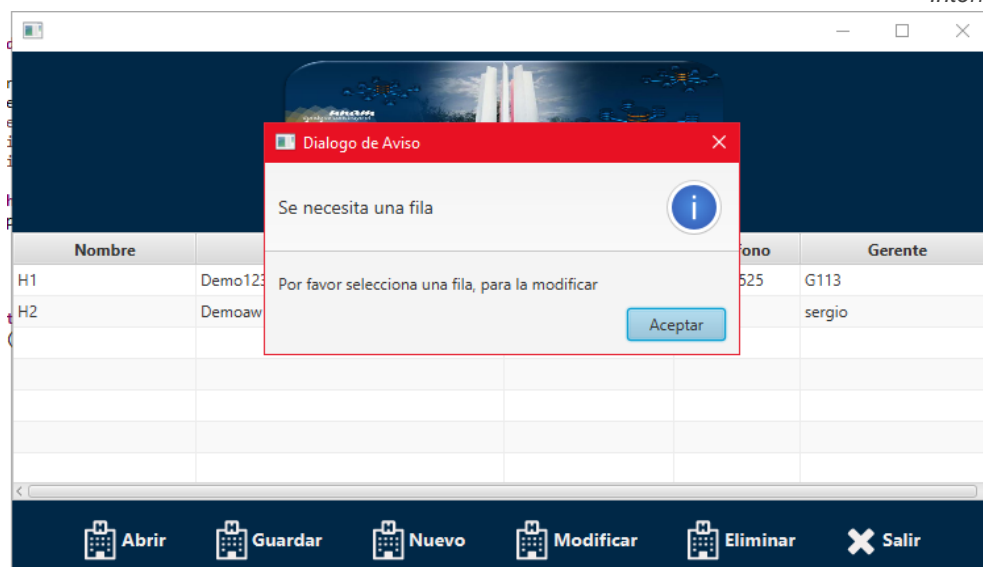 Dialogo de Aviso
Se necesita una fila
Por favor selecciona una fila, para la modificar
Aceptar
Nombre Gerente
H1 Demo123 525 G113
H2 Demoaw sergio
Abrir Guardar Nuevo Modificar Eliminar Salir